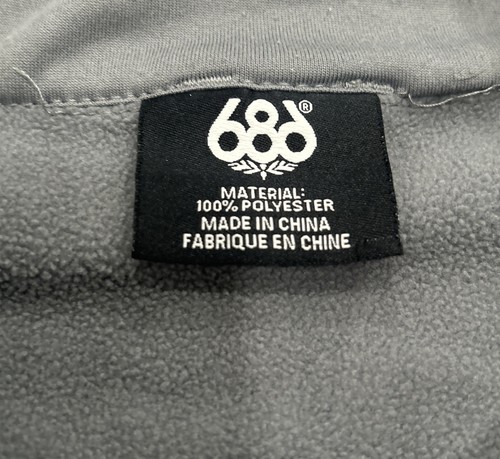 686®
MATERIAL:
100% POLYESTER
MADE IN CHINA
FABRIQUE EN CHINE